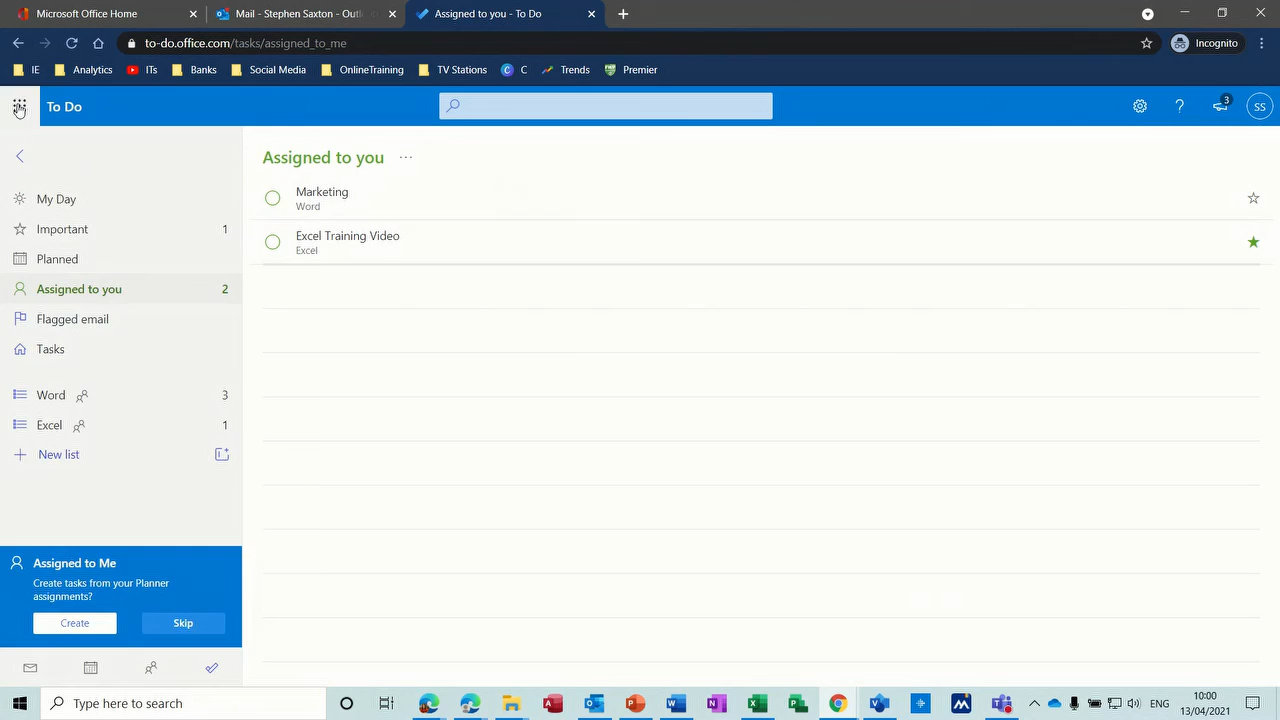 Microsoft Office Home
Mail - Stephen Saxton - Outl
Assigned to you - To Do
to-do.office.com/tasks/assigned_to_me
Incognito
IE
Analytics
ITs
Banks
Social Media
OnlineTraining
TV Stations
C
Trends
Premier
To Do
3
SS
Assigned to you
My Day
Important 1
Planned
Assigned to you 2
Flagged email
Tasks
Word 3
Excel 1
New list
Marketing
Word
Excel Training Video
Excel
Assigned to Me
Create tasks from your Planner
assignments?
Create
Skip
Type here to search
ENG
10:00
13/04/2021